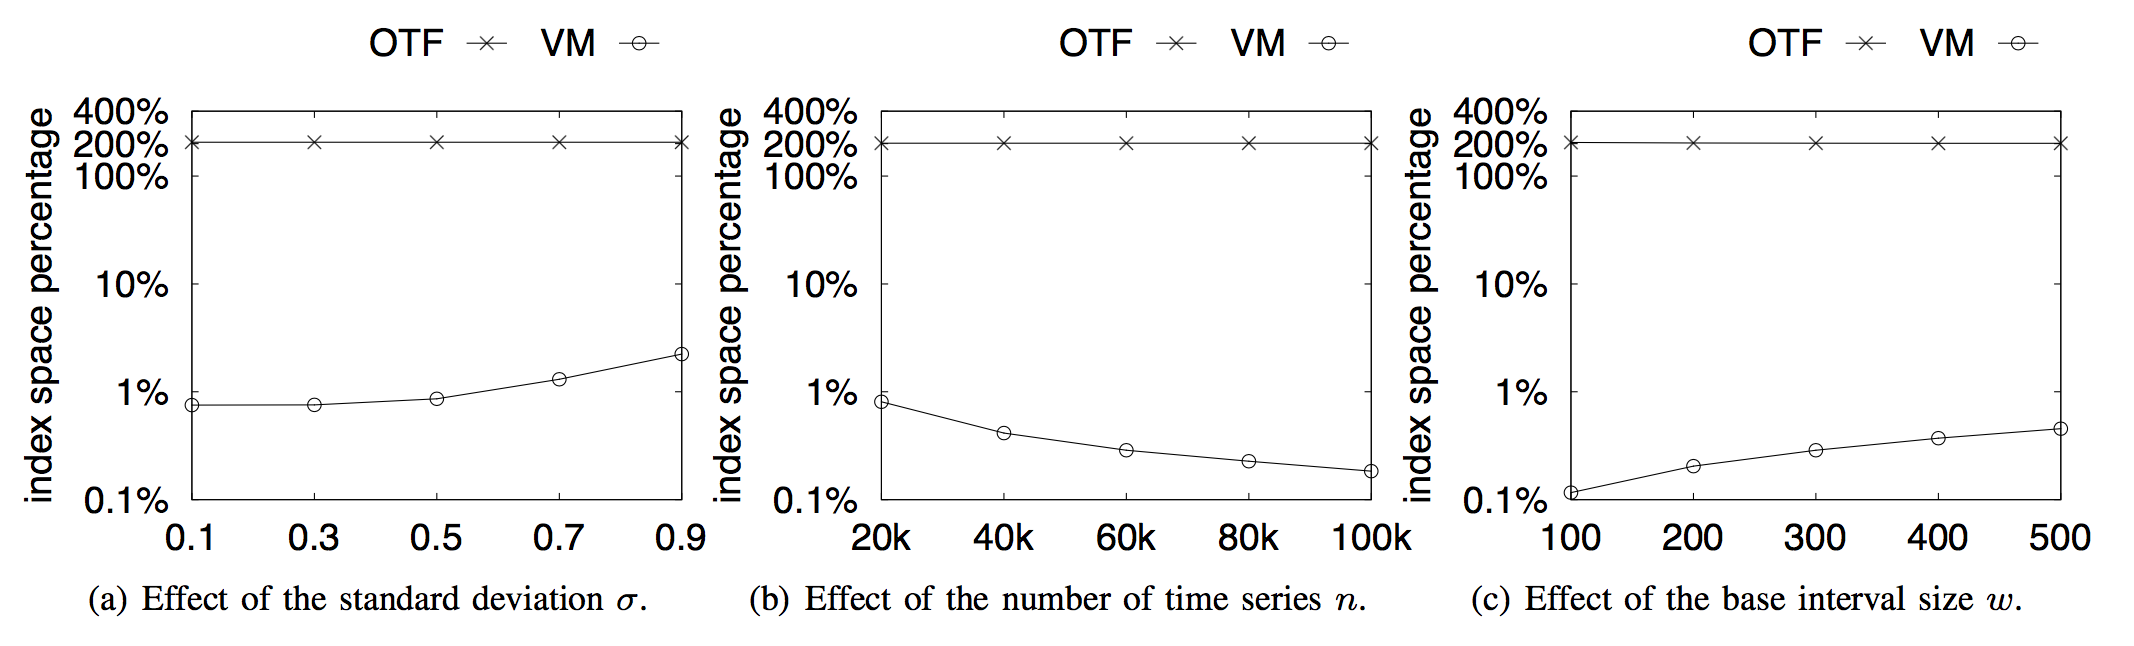 OTF VM
index space percentage
400%
200%
100%
10%
1%
0.1%
0.1 0.3 0.5 0.7 0.9
(a) Effect of the standard deviation σ.
OTF VM
index space percentage
400%
200%
100%
10%
1%
0.1%
20k 40k 60k 80k 100k
(b) Effect of the number of time series n.
OTF VM
index space percentage
400%
200%
100%
10%
1%
0.1%
100 200 300 400 500
(c) Effect of the base interval size w.